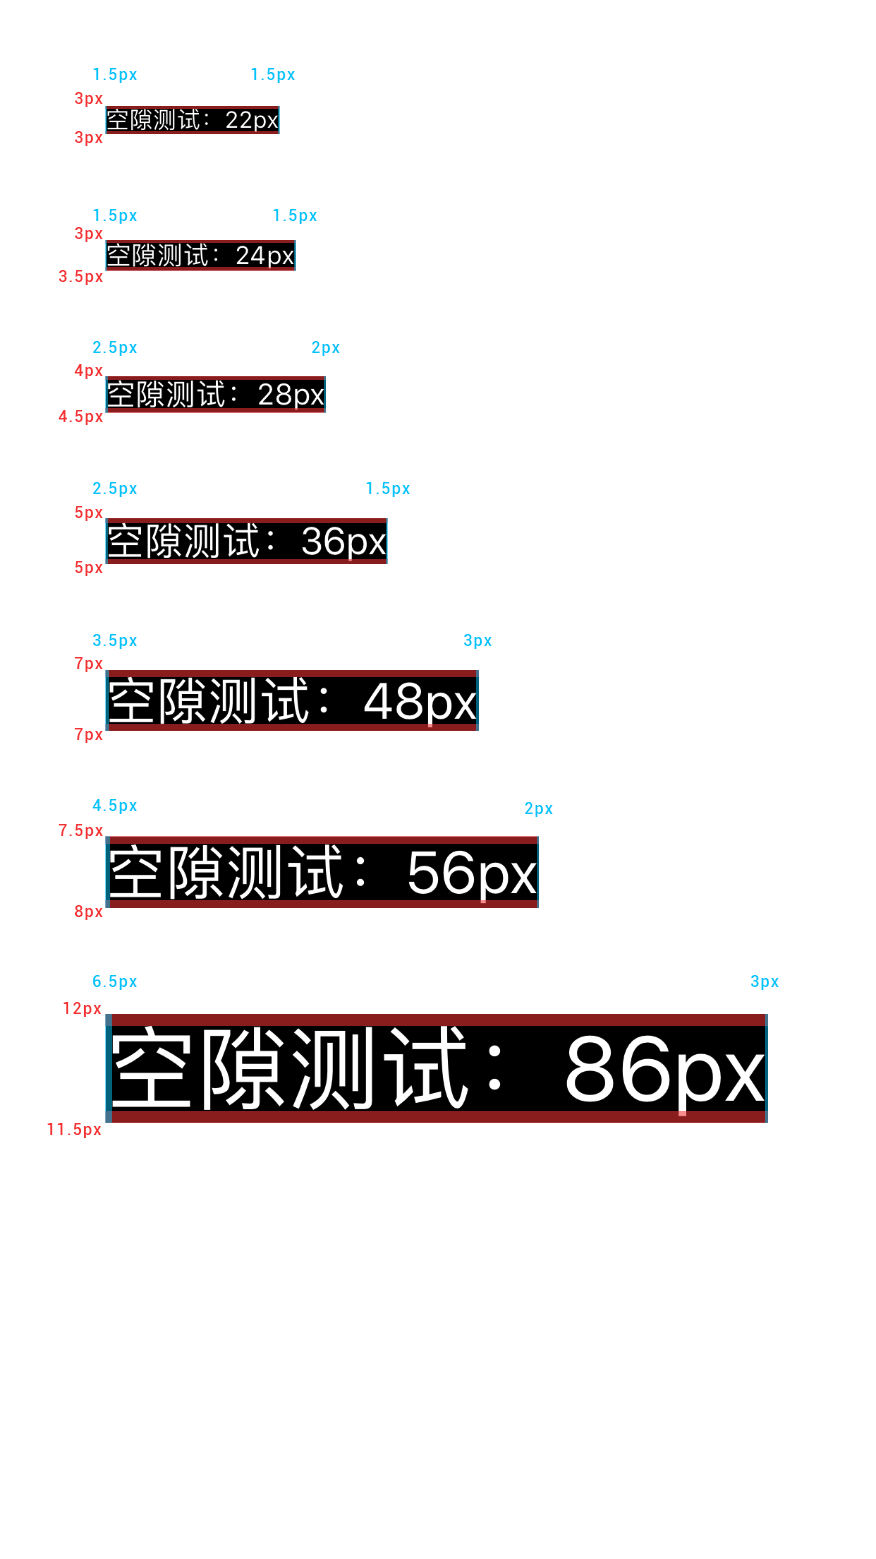 1.5px 1.5px
3px
空隙测试：22px
3px
1.5px 1.5px
3px
空隙测试：24px
3.5px
2.5px 2px
4px
空隙测试：28px
4.5px
2.5px 1.5px
5px
空隙测试：36px
5px
3.5px 3px
7px
空隙测试：48px
7px
4.5px 2px
7.5px
空隙测试：56px
8px
6.5px 3px
12px
空隙测试：86px
11.5px